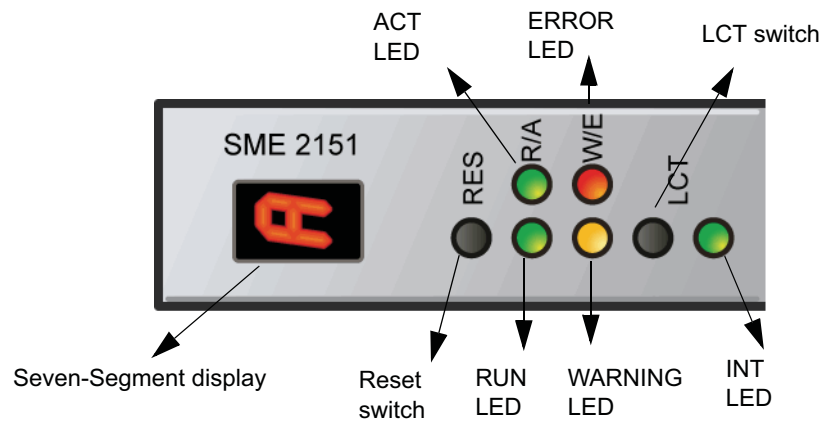 ACT
LED
ERROR
LED
LCT switch
SME 2151
RES
R/A
W/E
LCT
A
Seven-Segment display
Reset
switch
RUN
LED
WARNING
LED
INT
LED